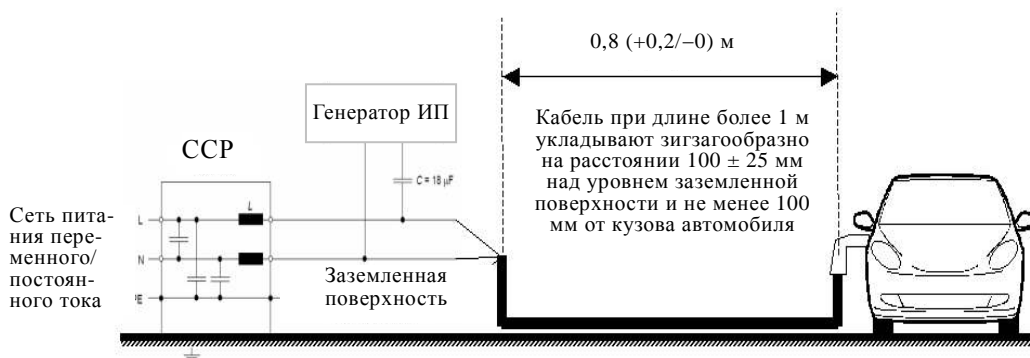 0,8 (+0,2/−0) м
Генератор ИП
Кабель при длине более 1 м
укладывают зигзагообразно
на расстоянии 100 ± 25 мм
над уровнем заземленной
поверхности и не менее 100
мм от кузова автомобиля
ССР
C = 18 μF
L
Сеть пита-
ния пере-
менного/
постоян-
ного тока
L
N
PE
Заземленная
поверхность